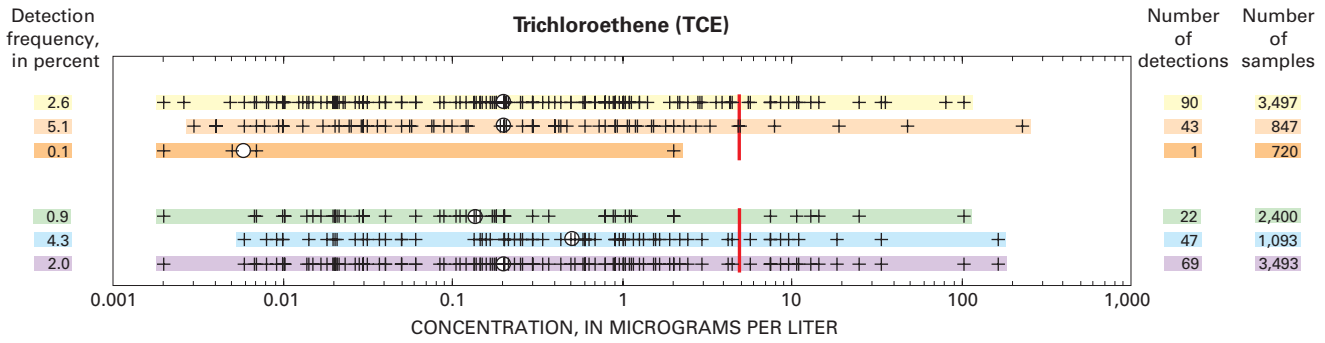 Detection
frequency,
in percent
Trichloroethene (TCE)
Number
of
detections
Number
of
samples
2.6
90
3,497
5.1
43
847
0.1
1
720
0.9
22
2,400
4.3
47
1,093
2.0
69
3,493
0.001
0.01
0.1
1
10
100
1,000
CONCENTRATION, IN MICROGRAMS PER LITER